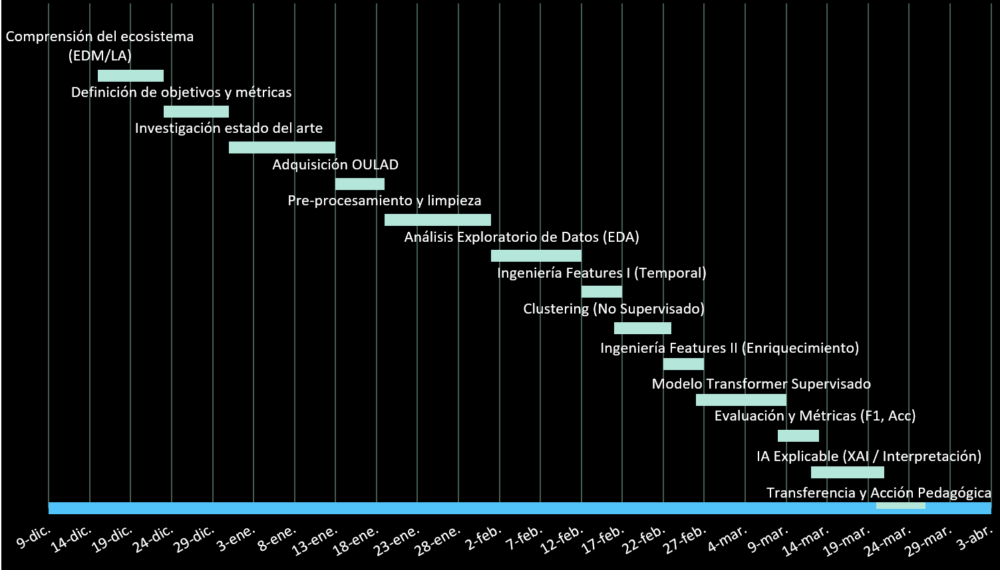 Comprensión del ecosistema
(EDM/LA)
Definición de objetivos y métricas
Investigación estado del arte
Adquisición OULAD
Pre-procesamiento y limpieza
Análisis Exploratorio de Datos (EDA)
Ingeniería Features I (Temporal)
Clustering (No Supervisado)
Ingeniería Features II (Enriquecimiento)
Modelo Transformer Supervisado
Evaluación y Métricas (F1, Acc)
IA Explicable (XAI / Interpretación)
Transferencia y Acción Pedagógica
9-dic. 14-dic. 19-dic. 24-dic. 29-dic. 3-ene. 8-ene. 13-ene. 18-ene. 23-ene. 28-ene. 2-feb. 7-feb. 12-feb. 17-feb. 22-feb. 27-feb. 4-mar. 9-mar. 14-mar. 19-mar. 24-mar. 29-mar. 3-abr.